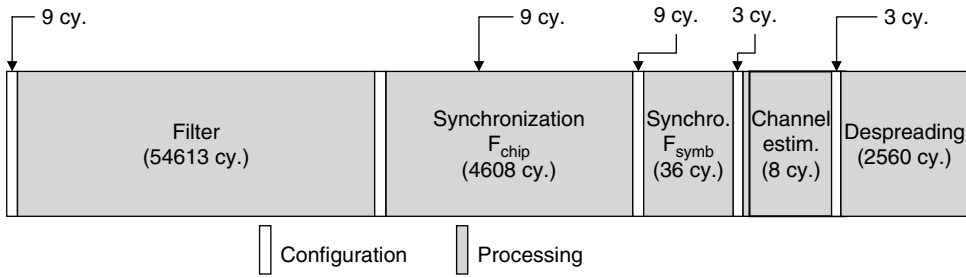 9 cy. 9 cy. 9 cy. 3 cy. 3 cy.
Filter
(54613 cy.)
Synchronization
Fchip
(4608 cy.)
Synchro.
Fsymb
(36 cy.)
Channel
estim.
(8 cy.)
Despreading
(2560 cy.)
Configuration
Processing